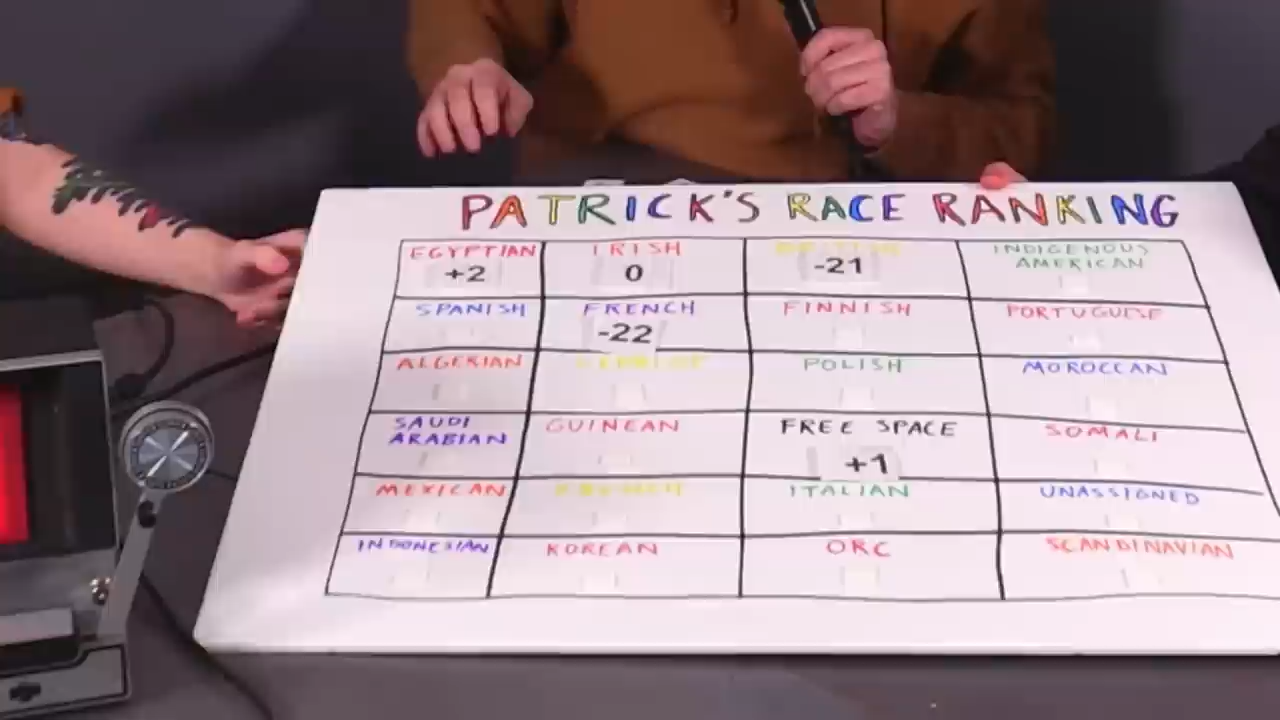 PATRICK'S RACE RANKING
EGYPTIAN
+2
IRISH
0
-21
INDIGENOUS
AMERICAN
SPANISH
FRENCH
-22
FINNISH
PORTUGUESE
ALGERIAN
POLISH
MOROCCAN
SAUDI
ARABIAN
GUINEAN
FREE SPACE
+1
SOMALI
MEXICAN
ITALIAN
UNASSIGNED
INDONESIAN
KOREAN
ORC
SCANDINAVIAN